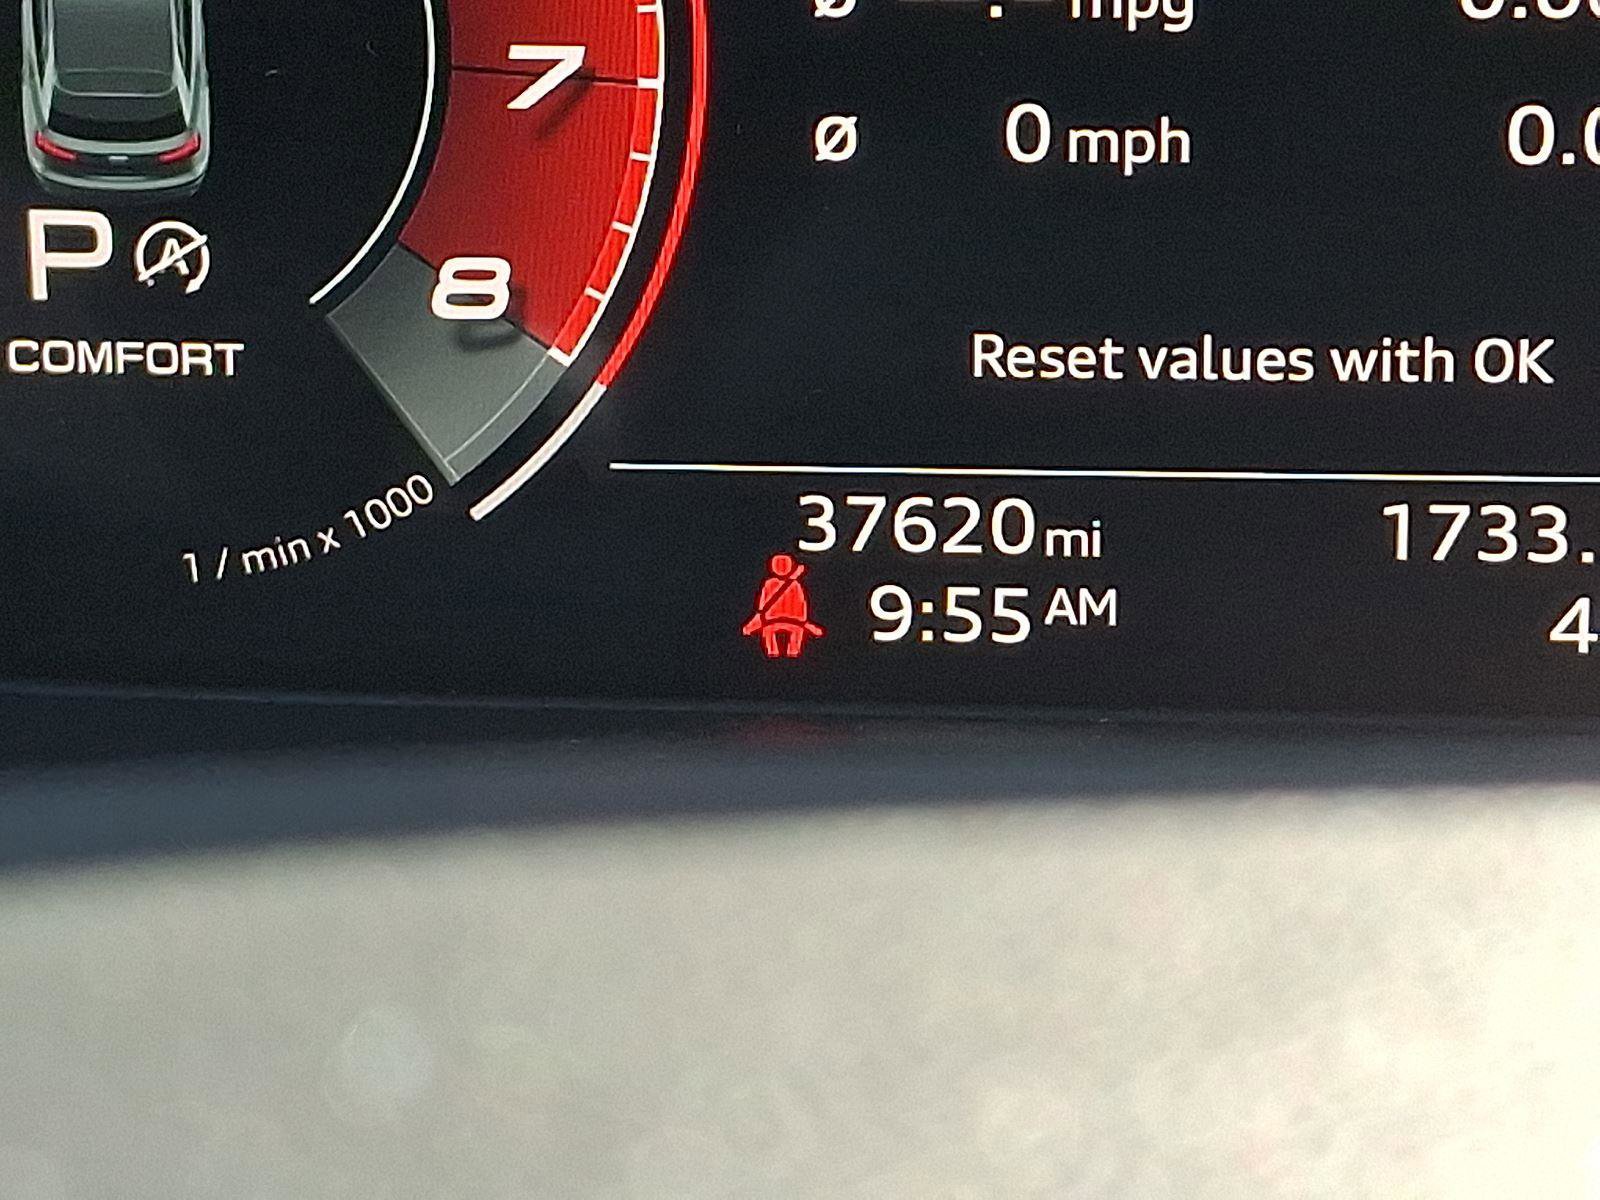 mpg
7
Ø 0 mph
P A
8
COMFORT
Reset values with OK
1 / min x 1000
37620 mi 1733.
9:55 AM 4